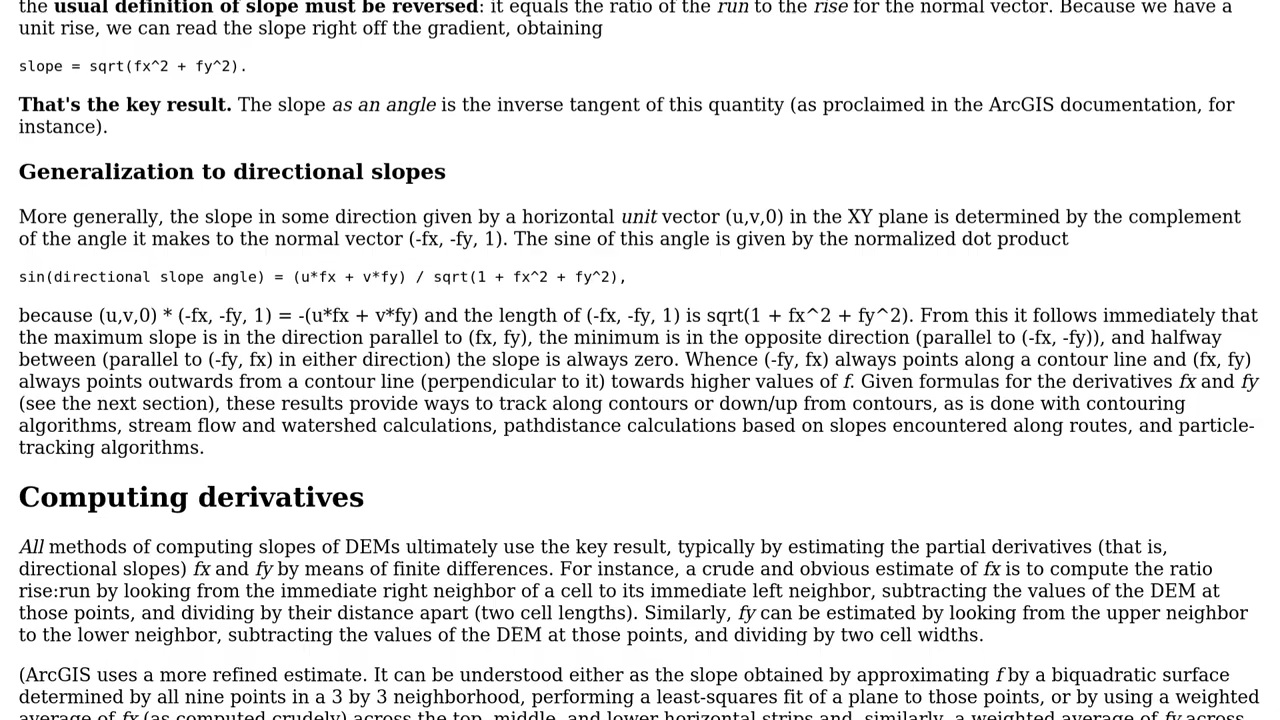 the usual definition of slope must be reversed: it equals the ratio of the run to the rise for the normal vector. Because we have a
unit rise, we can read the slope right off the gradient, obtaining
slope = sqrt(fx^2 + fy^2).
That's the key result. The slope as an angle is the inverse tangent of this quantity (as proclaimed in the ArcGIS documentation, for
instance).
Generalization to directional slopes
More generally, the slope in some direction given by a horizontal unit vector (u,v,0) in the XY plane is determined by the complement
of the angle it makes to the normal vector (-fx, -fy, 1). The sine of this angle is given by the normalized dot product
sin(directional slope angle) = (u*fx + v*fy) / sqrt(1 + fx^2 + fy^2),
because (u,v,0) * (-fx, -fy, 1) = -(u*fx + v*fy) and the length of (-fx, -fy, 1) is sqrt(1 + fx^2 + fy^2). From this it follows immediately that
the maximum slope is in the direction parallel to (fx, fy), the minimum is in the opposite direction (parallel to (-fx, -fy)), and halfway
between (parallel to (-fy, fx) in either direction) the slope is always zero. Whence (-fy, fx) always points along a contour line and (fx, fy)
always points outwards from a contour line (perpendicular to it) towards higher values of f. Given formulas for the derivatives fx and fy
(see the next section), these results provide ways to track along contours or down/up from contours, as is done with contouring
algorithms, stream flow and watershed calculations, pathdistance calculations based on slopes encountered along routes, and particle-
tracking algorithms.
Computing derivatives
All methods of computing slopes of DEMs ultimately use the key result, typically by estimating the partial derivatives (that is,
directional slopes) fx and fy by means of finite differences. For instance, a crude and obvious estimate of fx is to compute the ratio
rise:run by looking from the immediate right neighbor of a cell to its immediate left neighbor, subtracting the values of the DEM at
those points, and dividing by their distance apart (two cell lengths). Similarly, fy can be estimated by looking from the upper neighbor
to the lower neighbor, subtracting the values of the DEM at those points, and dividing by two cell widths.
(ArcGIS uses a more refined estimate. It can be understood either as the slope obtained by approximating f by a biquadratic surface
determined by all nine points in a 3 by 3 neighborhood, performing a least-squares fit of a plane to those points, or by using a weighted
average of fx (as computed crudely) across the top, middle, and lower horizontal strips and, similarly, a weighted average of fy across